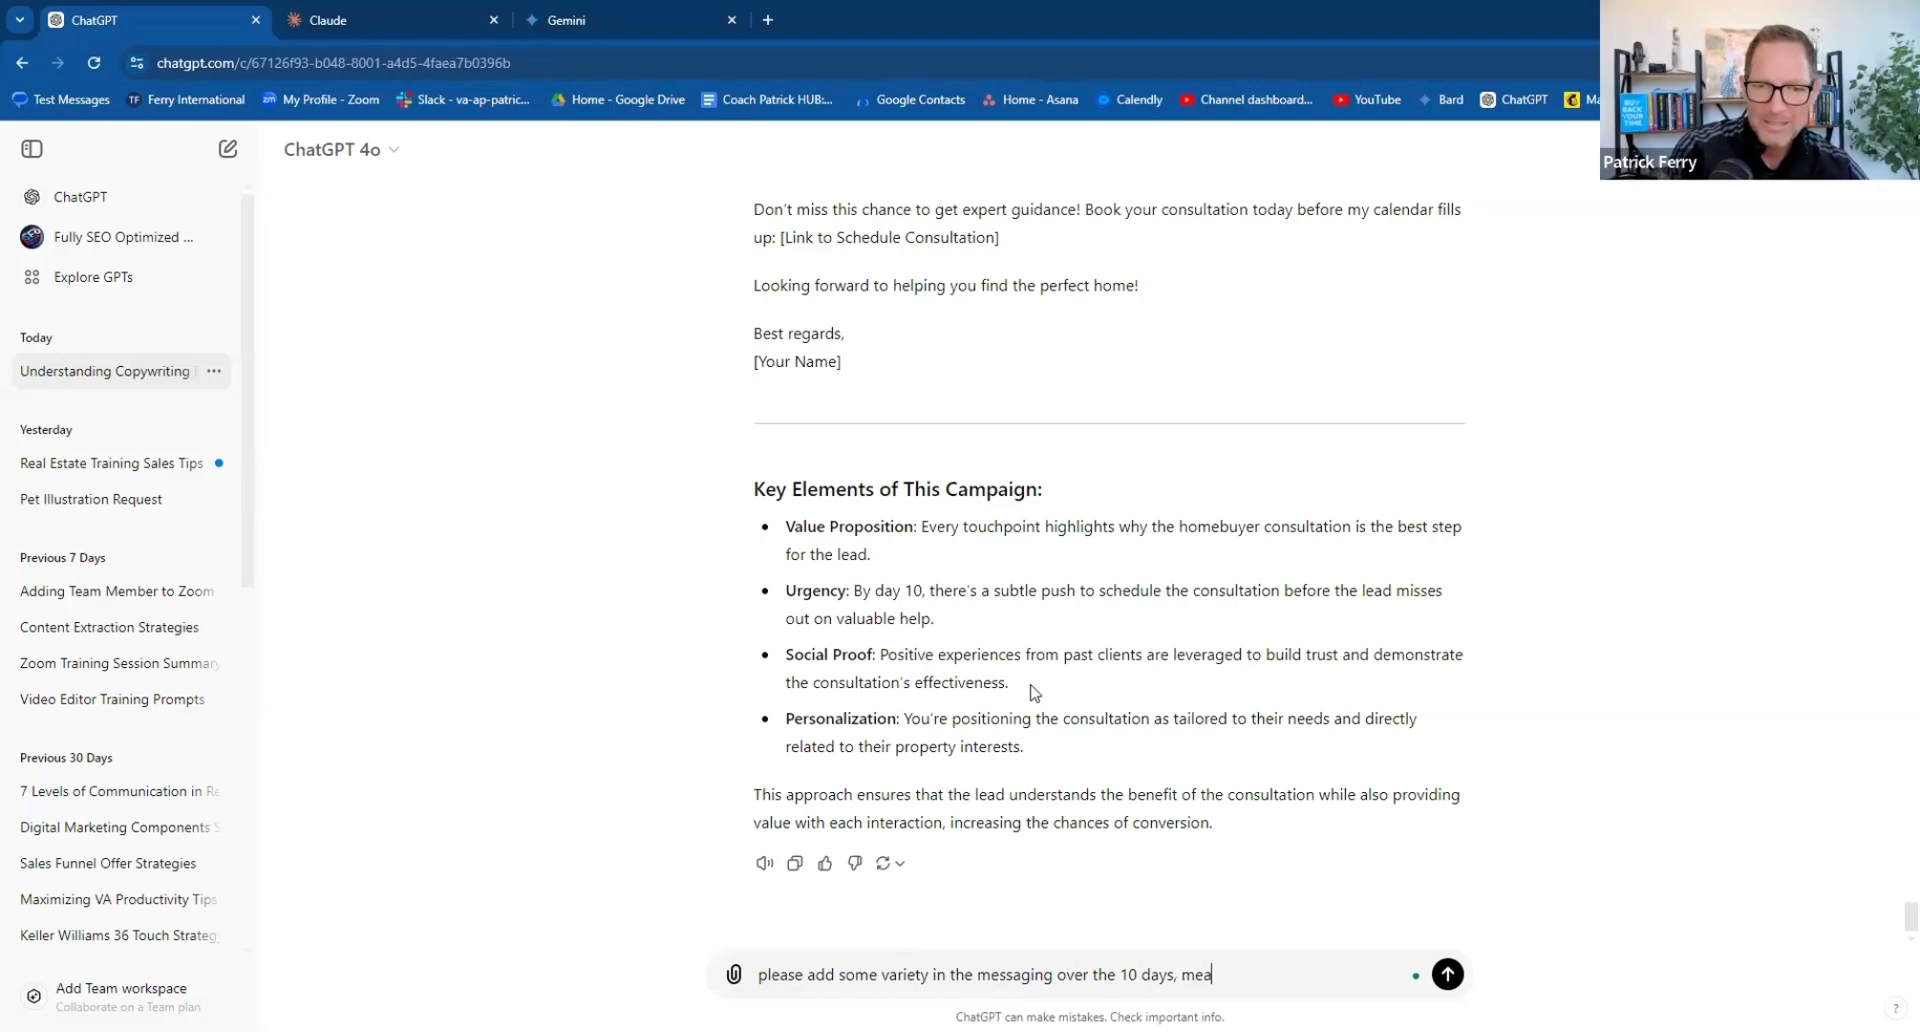 ChatGPT
Claude
Gemini
chatgpt.com/c/67126f93-b048-8001-a4d5-4faea7b0396b
Test Messages
TF Ferry International
zm My Profile - Zoom
Slack - va-ap-patric...
Home - Google Drive
Coach Patrick HUB:...
Google Contacts
Home - Asana
Calendly
Channel dashboard...
YouTube
Bard
ChatGPT
Ma
BUY
BACK
YOUR
TIME
Patrick Ferry
ChatGPT
Fully SEO Optimized ...
Explore GPTs
Today
Understanding Copywriting
Yesterday
Real Estate Training Sales Tips
Pet Illustration Request
Previous 7 Days
Adding Team Member to Zoom
Content Extraction Strategies
Zoom Training Session Summary
Video Editor Training Prompts
Previous 30 Days
7 Levels of Communication in Re
Digital Marketing Components S
Sales Funnel Offer Strategies
Maximizing VA Productivity Tips
Keller Williams 36 Touch Strateg
Add Team workspace
Collaborate on a Team plan
ChatGPT 4o
Don't miss this chance to get expert guidance! Book your consultation today before my calendar fills
up: [Link to Schedule Consultation]
Looking forward to helping you find the perfect home!
Best regards,
[Your Name]
Key Elements of This Campaign:
• Value Proposition: Every touchpoint highlights why the homebuyer consultation is the best step
for the lead.
• Urgency: By day 10, there's a subtle push to schedule the consultation before the lead misses
out on valuable help.
• Social Proof: Positive experiences from past clients are leveraged to build trust and demonstrate
the consultation's effectiveness.
• Personalization: You're positioning the consultation as tailored to their needs and directly
related to their property interests.
This approach ensures that the lead understands the benefit of the consultation while also providing
value with each interaction, increasing the chances of conversion.
please add some variety in the messaging over the 10 days, mea
ChatGPT can make mistakes. Check important info.
?